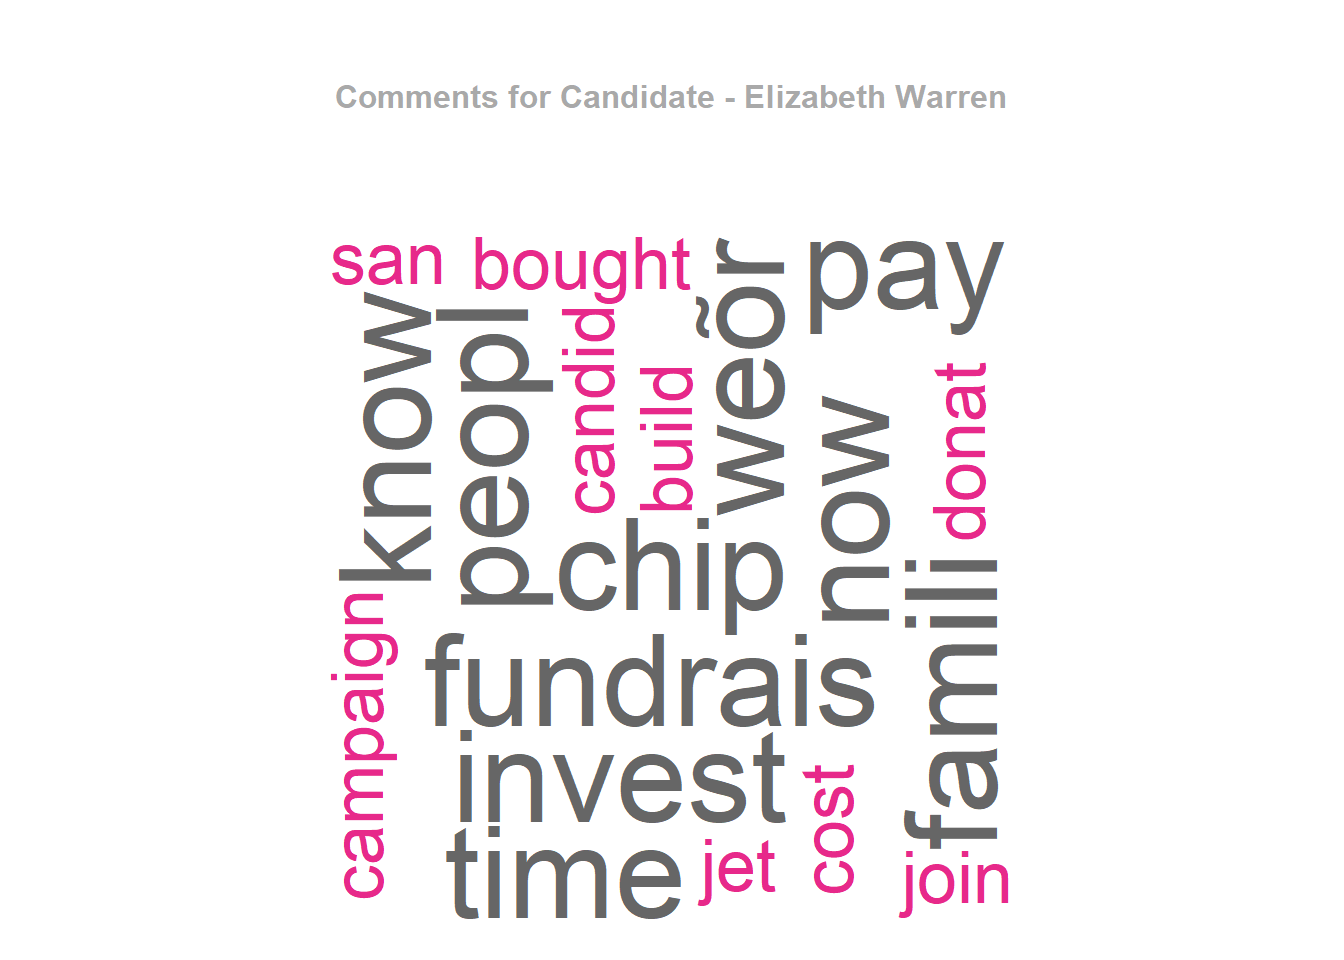 Comments for Candidate - Elizabeth Warren
san
bought
weõr
pay
know
peopl
candid
build
now
donat
chip
campaign
fundrais
famili
invest
cost
time
jet
join